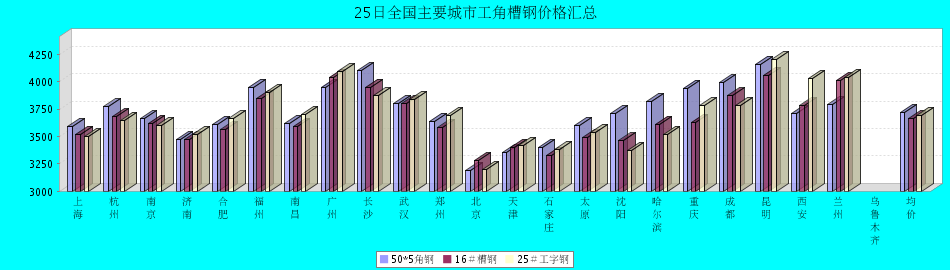 25日全国主要城市工角槽钢价格汇总
4250
4000
3750
3500
3250
3000
上海
杭州
南京
济南
合肥
福州
南昌
广州
长沙
武汉
郑州
北京
天津
石家庄
太原
沈阳
哈尔滨
重庆
成都
昆明
西安
兰州
乌鲁木齐
均价
50*5角钢
16#槽钢
25#工字钢